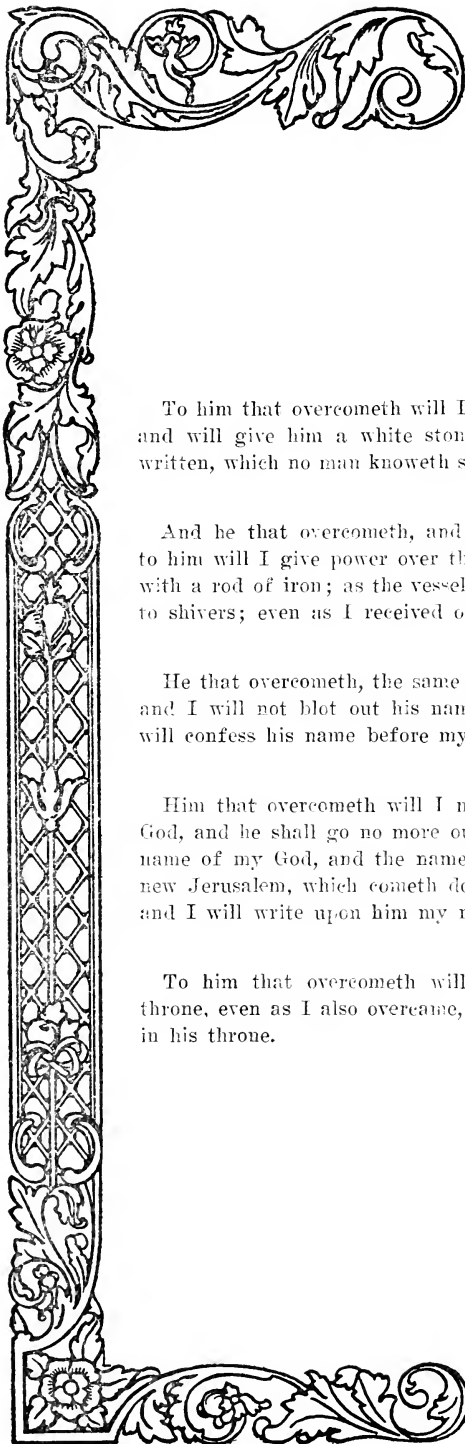 To him that overcometh will I
and will give him a white ston
written, which no man knoweth s
And he that overcometh, and
to him will I give power over th
with a rod of iron; as the vessel
to shivers; even as I received o
He that overcometh, the same
and I will not blot out his nam
will confess his name before my
Him that overcometh will I m
God, and he shall go no more ou
name of my God, and the name
new Jerusalem, which cometh do
and I will write upon him my n
To him that overcometh will
throne, even as I also overcame,
in his throne.